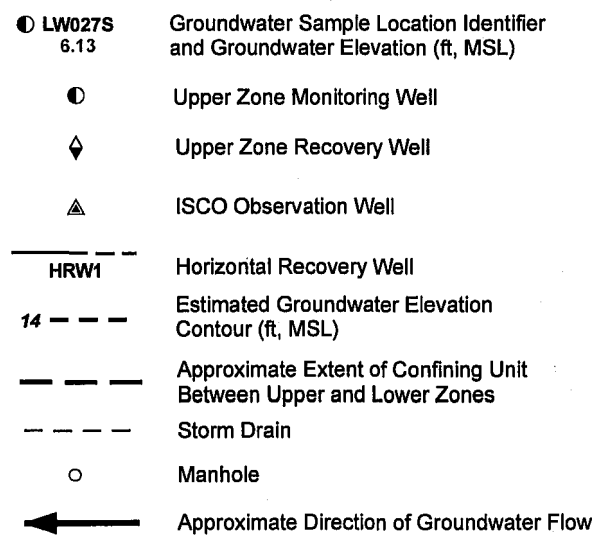 LW027S Groundwater Sample Location Identifier
6.13 and Groundwater Elevation (ft, MSL)
Upper Zone Monitoring Well
Upper Zone Recovery Well
ISCO Observation Well
HRW1 Horizontal Recovery Well
Estimated Groundwater Elevation
14 Contour (ft, MSL)
Approximate Extent of Confining Unit
Between Upper and Lower Zones
Storm Drain
Manhole
Approximate Direction of Groundwater Flow